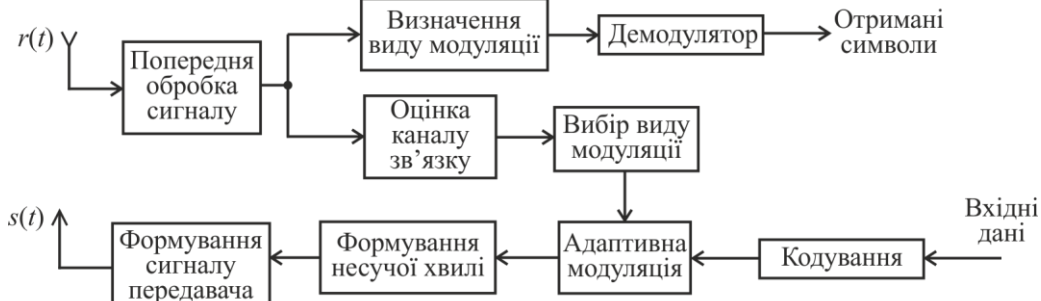 r(t)
Попередня
обробка
сигналу
Визначення
виду модуляції
Демодулятор
Отримані
символи
Оцінка
каналу
зв’язку
Вибір виду
модуляції
s(t)
Формування
сигналу
передавача
Формування
несучої хвилі
Адаптивна
модуляція
Кодування
Вхідні
дані